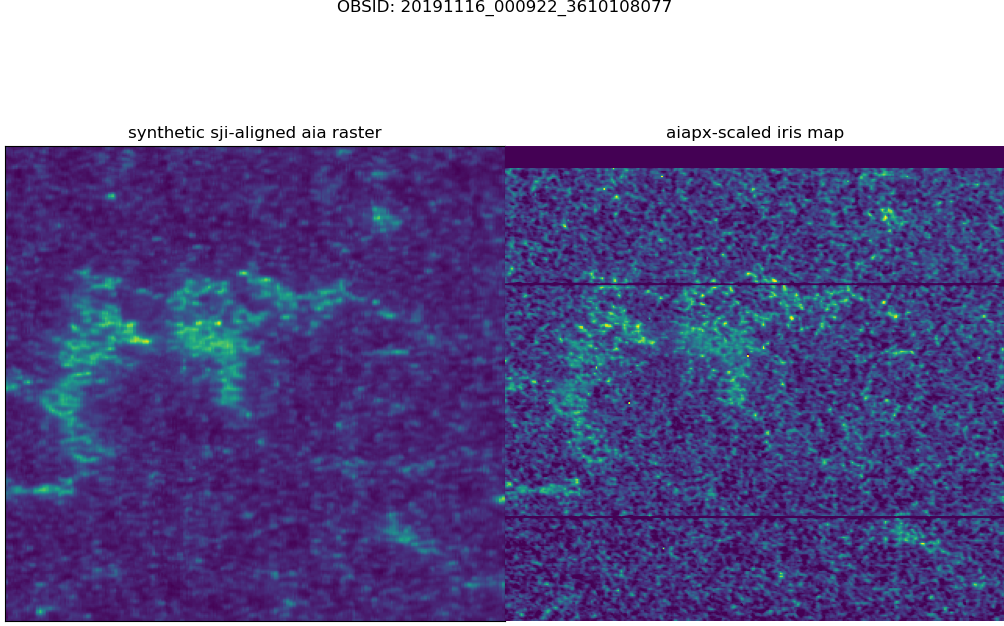 OBSID: 20191116_000922_3610108077
synthetic sji-aligned aia raster
aiapx-scaled iris map